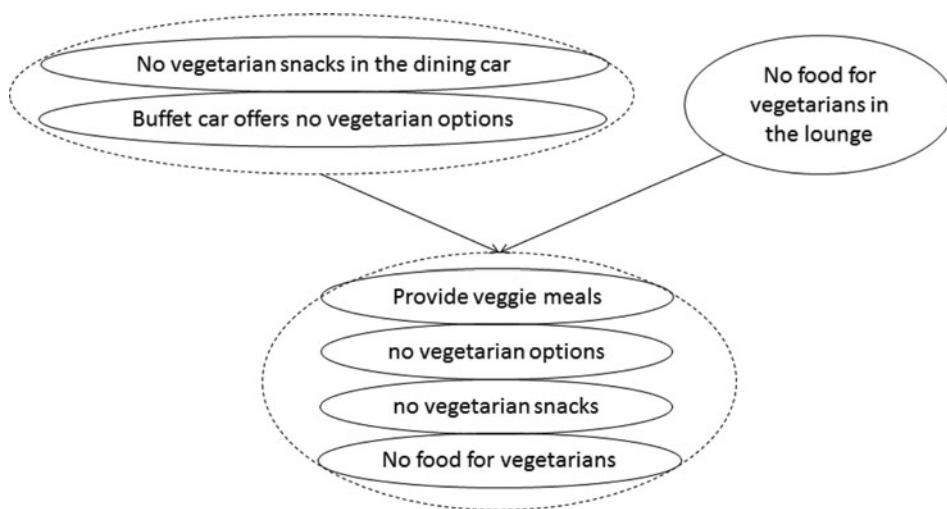 No vegetarian snacks in the dining car
Buffet car offers no vegetarian options
No food for
vegetarians in
the lounge
Provide veggie meals
no vegetarian options
no vegetarian snacks
No food for vegetarians